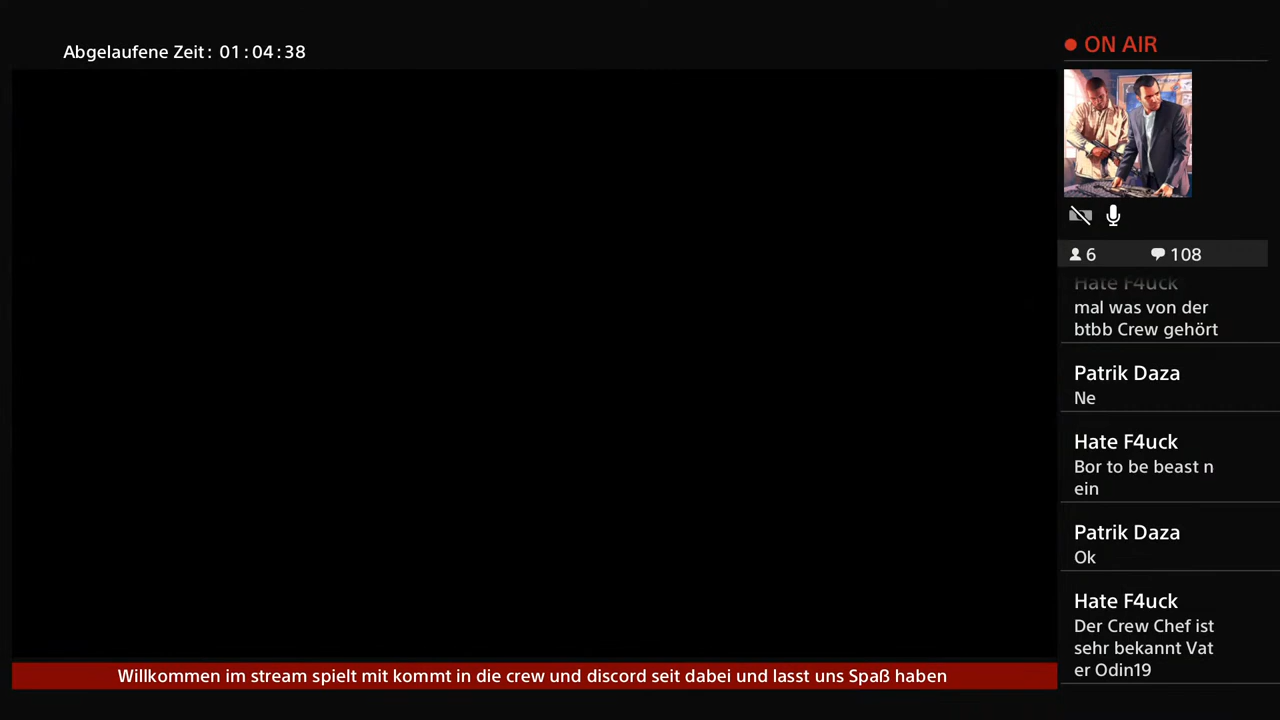 Abgelaufene Zeit: 01:04:38
ON AIR
6 108
Hate F4uck
mal was von der
btbb Crew gehört
Patrik Daza
Ne
Hate F4uck
Bor to be beast n
ein
Patrik Daza
Ok
Hate F4uck
Der Crew Chef ist
sehr bekannt Vat
er Odin19
Willkommen im stream spielt mit kommt in die crew und discord seit dabei und lasst uns Spaß haben